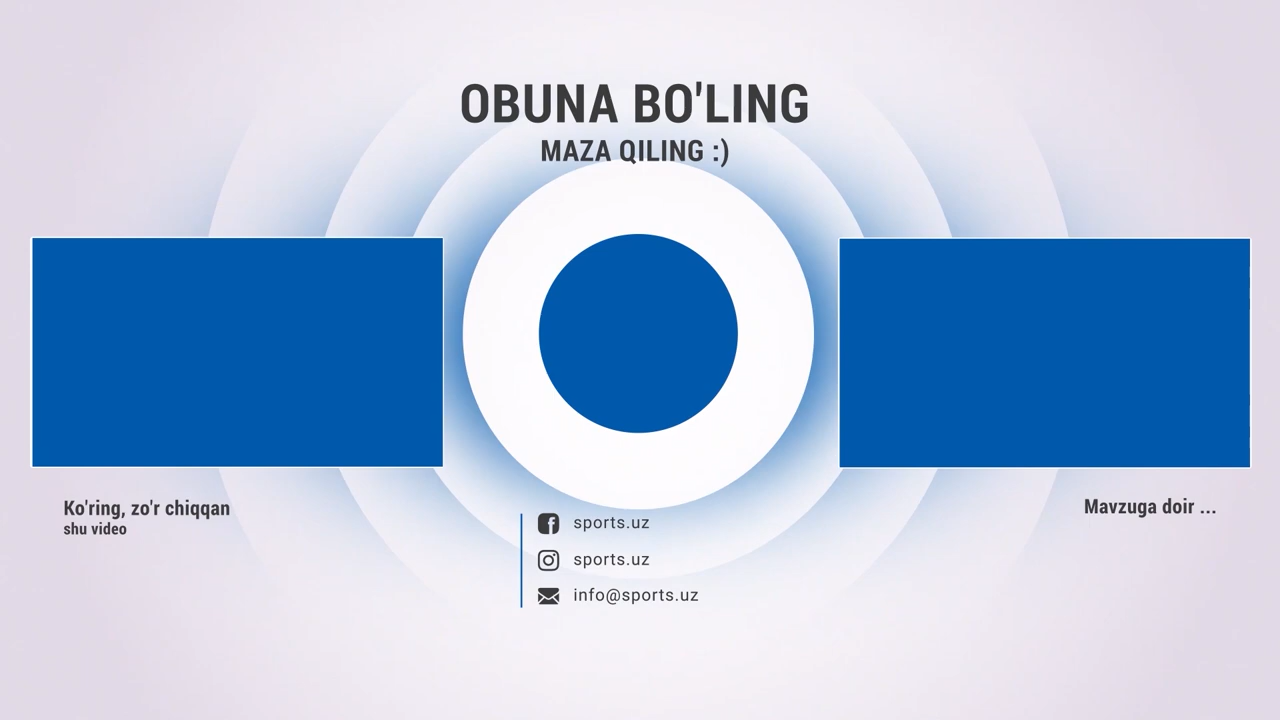 OBUNA BO'LING
MAZA QILING :)
Ko'ring, zo'r chiqqan
shu video
Mavzuga doir ...
sports.uz
sports.uz
info@sports.uz